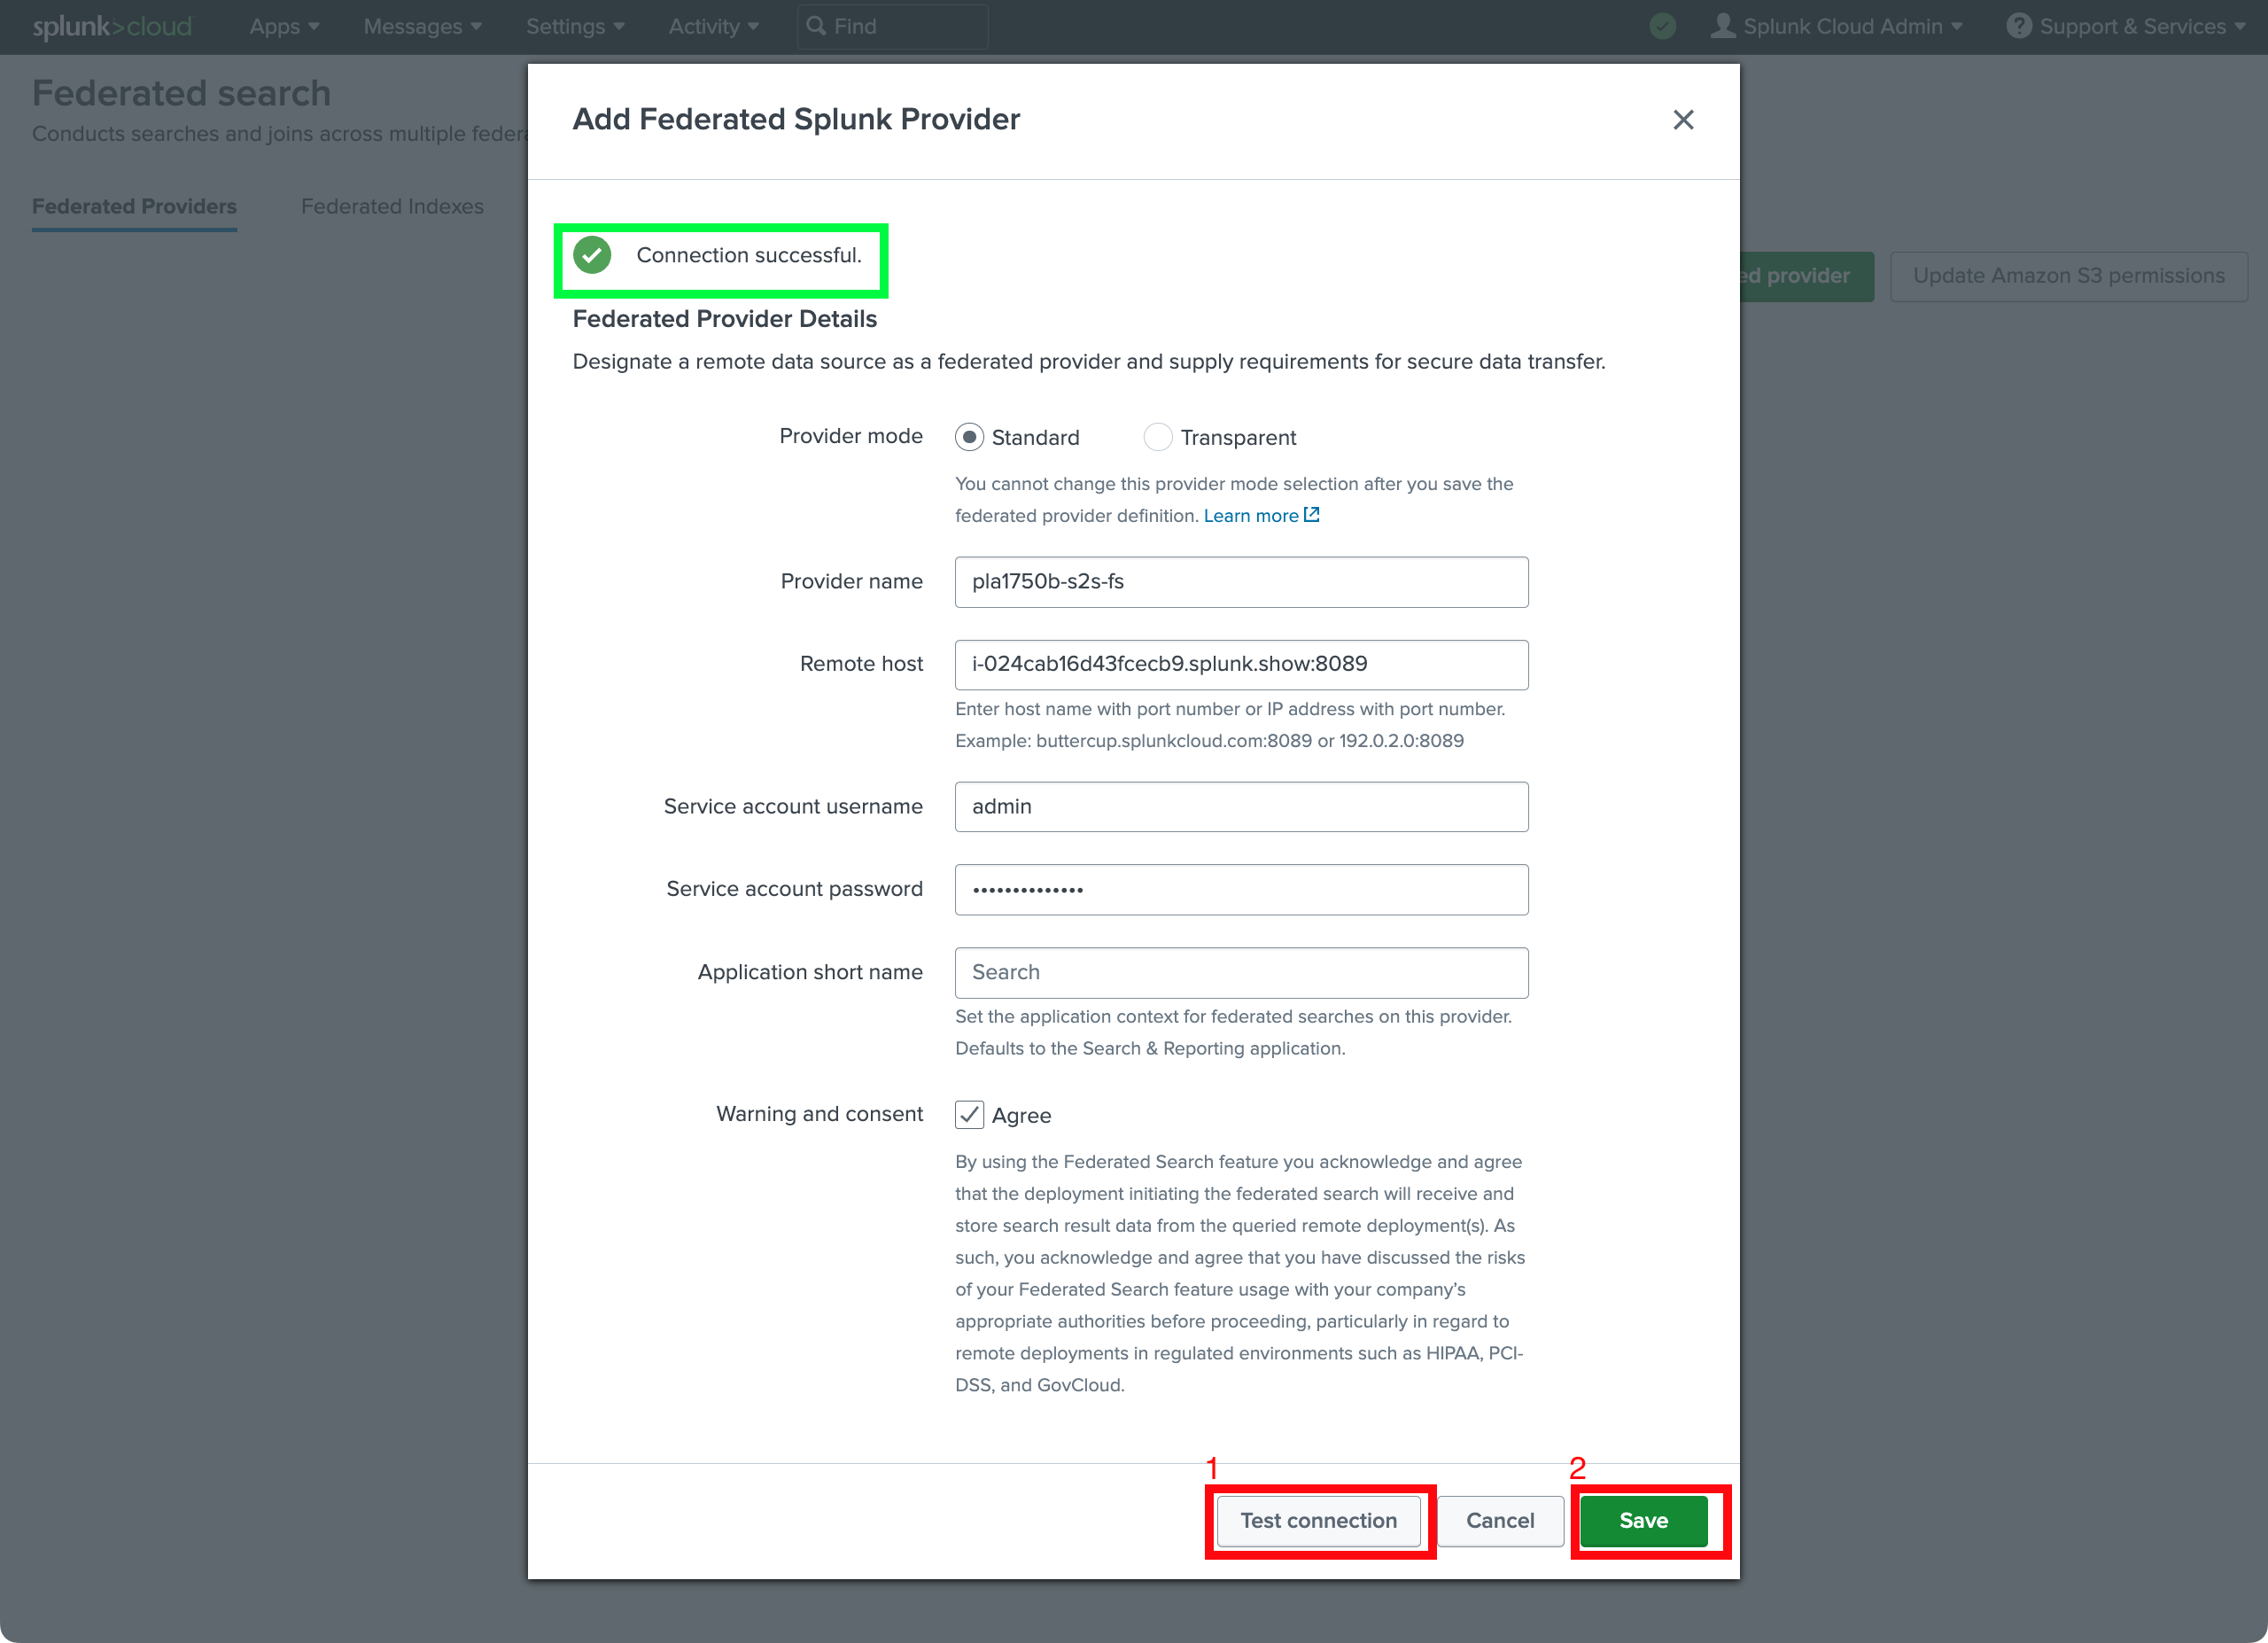 splunk>cloud Apps Messages Settings Activity Find Splunk Cloud Admin ? Support & Services
Federated search
Conducts searches and joins across multiple
Federated Providers Federated Indexes
ed provider Update Amazon S3 permissions
Add Federated Splunk Provider
Connection successful.
Federated Provider Details
Designate a remote data source as a federated provider and supply requirements for secure data transfer.
Provider mode Standard Transparent
You cannot change this provider mode selection after you save the
federated provider definition. Learn more
Provider name pla1750b-s2s-fs
Remote host i-024cab16d43fcecb9.splunk.show:8089
Enter host name with port number or IP address with port number.
Example: buttercup.splunkcloud.com:8089 or 192.0.2.0:8089
Service account username admin
Service account password ••••••••••••••
Application short name Search
Set the application context for federated searches on this provider.
Defaults to the Search & Reporting application.
Warning and consent Agree
By using the Federated Search feature you acknowledge and agree
that the deployment initiating the federated search will receive and
store search result data from the queried remote deployment(s). As
such, you acknowledge and agree that you have discussed the risks
of your Federated Search feature usage with your company's
appropriate authorities before proceeding, particularly in regard to
remote deployments in regulated environments such as HIPAA, PCI-
DSS, and GovCloud.
1 2
Test connection Cancel Save